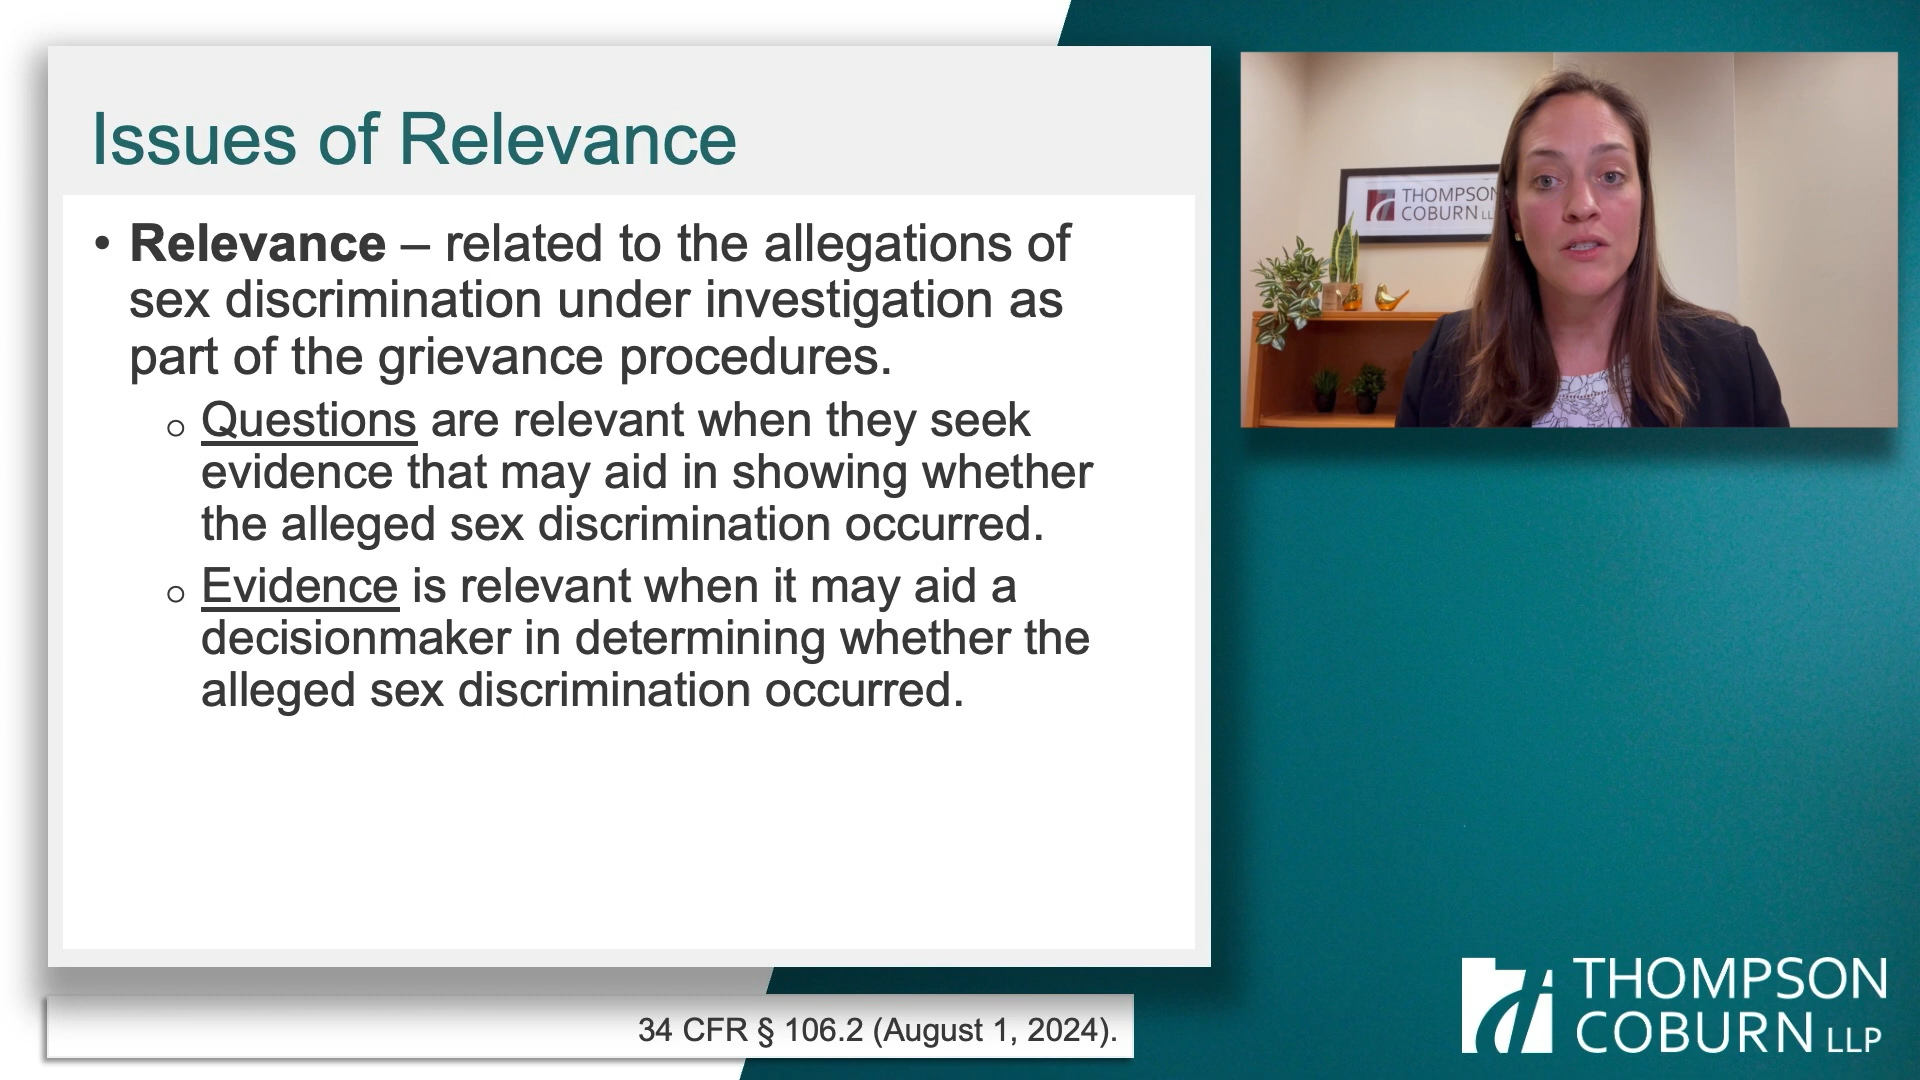 Issues of Relevance
• Relevance – related to the allegations of
sex discrimination under investigation as
part of the grievance procedures.
o Questions are relevant when they seek
evidence that may aid in showing whether
the alleged sex discrimination occurred.
o Evidence is relevant when it may aid a
decisionmaker in determining whether the
alleged sex discrimination occurred.
34 CFR § 106.2 (August 1, 2024).
THOMPSON
COBURN LL
THOMPSON
COBURN LLP